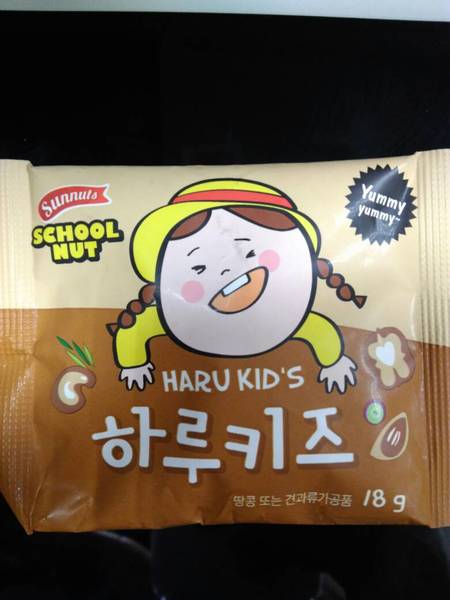 Sunnuts
SCHOOL
NUT
Yummy
yummy~
HARU KID'S
하루키즈
땅콩 또는 견과류가공품 18 g